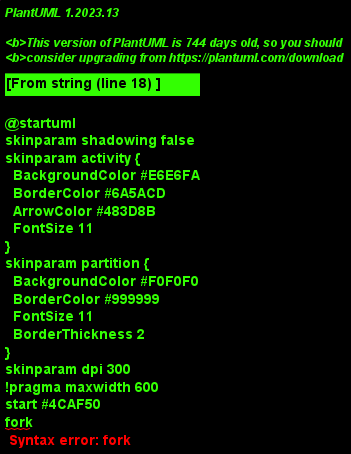 PlantUML 1.2023.13
<b>This version of PlantUML is 744 days old, so you should
<b>consider upgrading from https://plantuml.com/download
[From string (line 18) ]
@startuml
skinparam shadowing false
skinparam activity {
BackgroundColor #E6E6FA
BorderColor #6A5ACD
ArrowColor #483D8B
FontSize 11
}
skinparam partition {
BackgroundColor #F0F0F0
BorderColor #999999
FontSize 11
BorderThickness 2
}
skinparam dpi 300
!pragma maxwidth 600
start #4CAF50
fork
Syntax error: fork